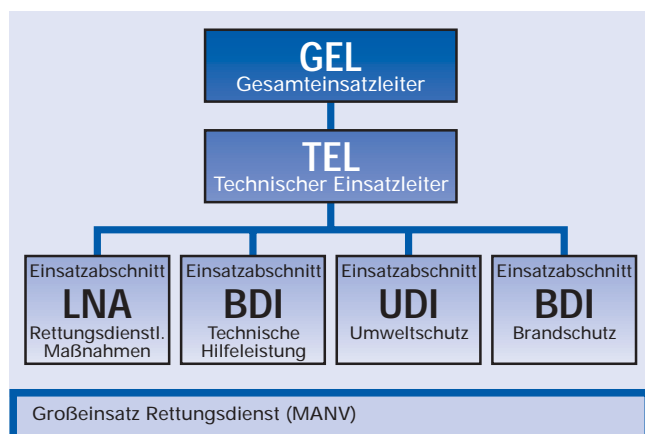 GEL
Gesamteinsatzleiter
TEL
Technischer Einsatzleiter
Einsatzabschnitt
LNA
Rettungsdienstl.
Maßnahmen
Einsatzabschnitt
BDI
Technische
Hilfeleistung
Einsatzabschnitt
UDI
Umweltschutz
Einsatzabschnitt
BDI
Brandschutz
Großeinsatz Rettungsdienst (MANV)